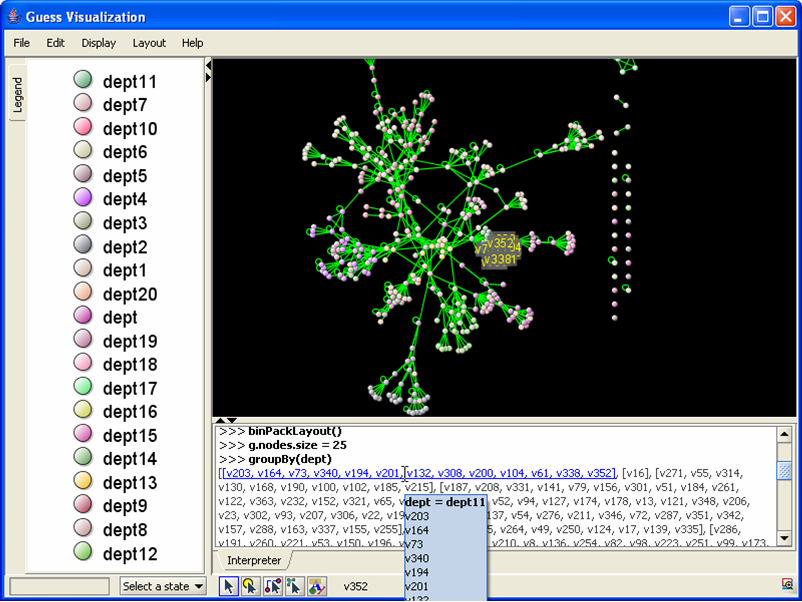 Guess Visualization
File Edit Display Layout Help
Legend
dept11
dept7
dept10
dept6
dept5
dept4
dept3
dept2
dept1
dept20
dept
dept19
dept18
dept17
dept16
dept15
dept14
dept13
dept9
dept8
dept12
v352
v7 4
v3381
>>> binPackLayout()
>>> g.nodes.size = 25
>>> groupBy(dept)
[[v203, v164, v73, v340, v194, v201, v132, v308, v200, v104, v61, v338, v352], [v16], [v271, v55, v314,
v130, v168, v190, v100, v102, v185, v215], [v187, v208, v331, v141, v79, v156, v301, v51, v184, v261,
v122, v363, v232, v152, v321, v65, v52, v94, v127, v174, v178, v13, v121, v348, v206,
v23, v302, v93, v207, v306, v22, v19 137, v54, v276, v211, v346, v72, v287, v351, v342,
v157, v288, v163, v337, v155, v255], 5, v264, v49, v250, v124, v17, v139, v335], [v286,
v191, v260, v221, v53, v150, v196, v210, v8, v136, v254, v82, v98, v223, v251, v99, v173,
dept = dept11
v203
v164
v73
v340
v194
v201
v132
Interpreter
Select a state
v352